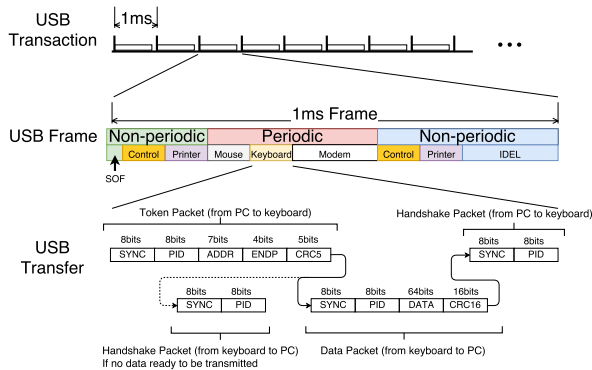 USB
Transaction
1ms
USB Frame
1ms Frame
Non-periodic
Periodic
Non-periodic
Control
Printer
Mouse
Keyboard
Modem
Control
Printer
IDEL
SOF
USB
Transfer
Token Packet (from PC to keyboard)
8bits 8bits 7bits 4bits 5bits
SYNC PID ADDR ENDP CRC5
Handshake Packet (from PC to keyboard)
8bits 8bits
SYNC PID
8bits 8bits
SYNC PID
Handshake Packet (from keyboard to PC)
If no data ready to be transmitted
8bits 8bits 64bits 16bits
SYNC PID DATA CRC16
Data Packet (from keyboard to PC)